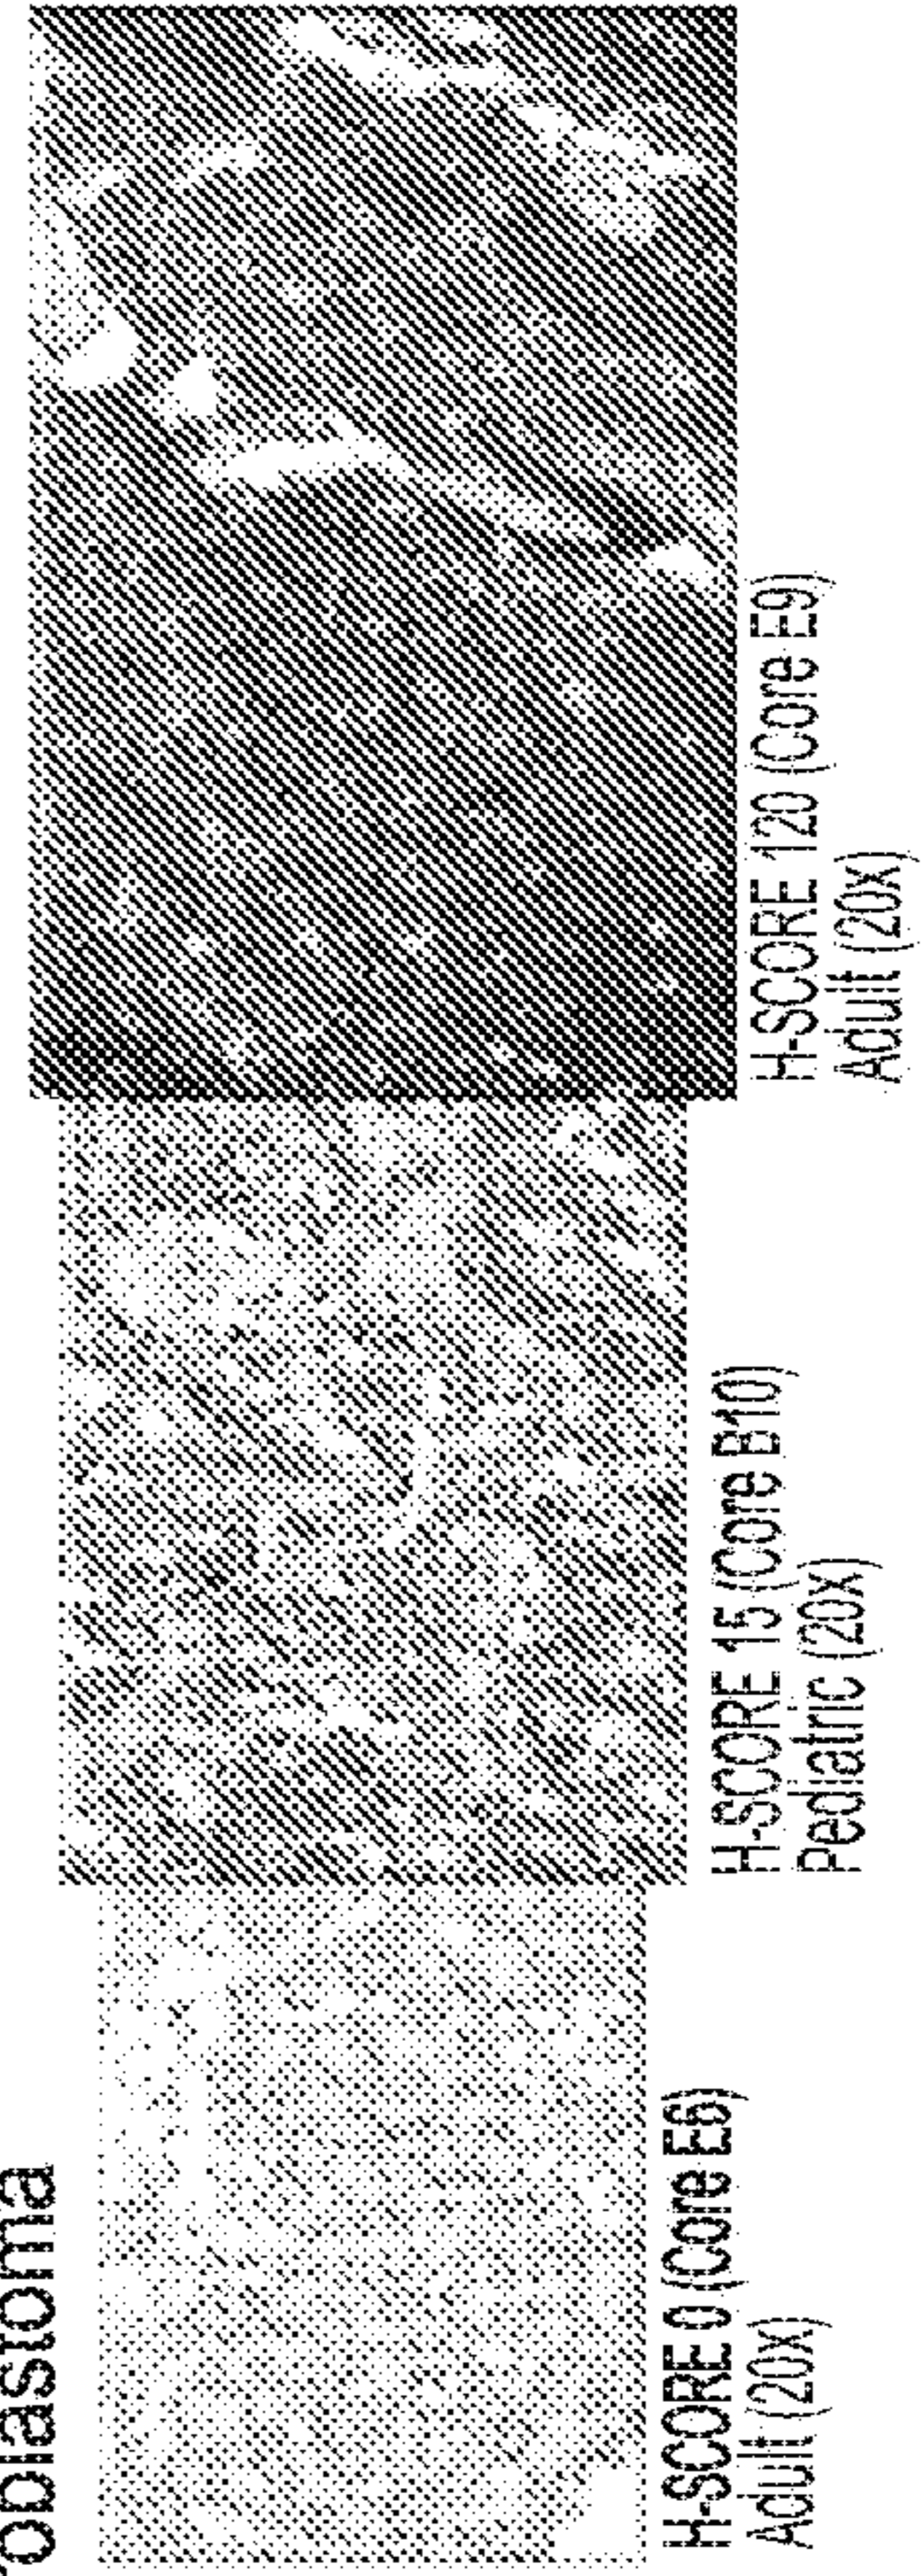 oblastoma
H-SCORE 0 (Core E6)
Adult (20x)
H-SCORE 15 (Core B10)
Pediatric (20x)
H-SCORE 120 (Core E9)
Adult (20x)